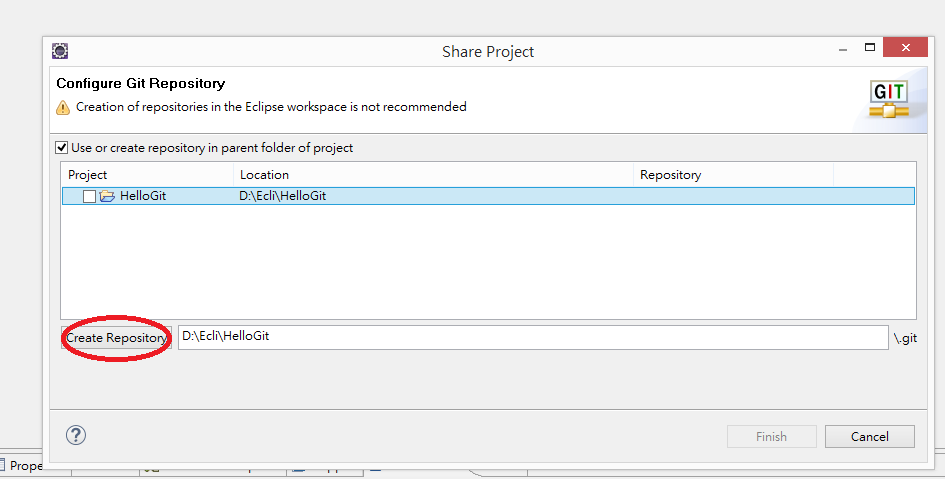 Share Project
Configure Git Repository
Creation of repositories in the Eclipse workspace is not recommended
GIT
Use or create repository in parent folder of project
Project Location Repository
HelloGit D:\Ecli\HelloGit
Create Repository D:\Ecli\HelloGit \.git
Finish Cancel